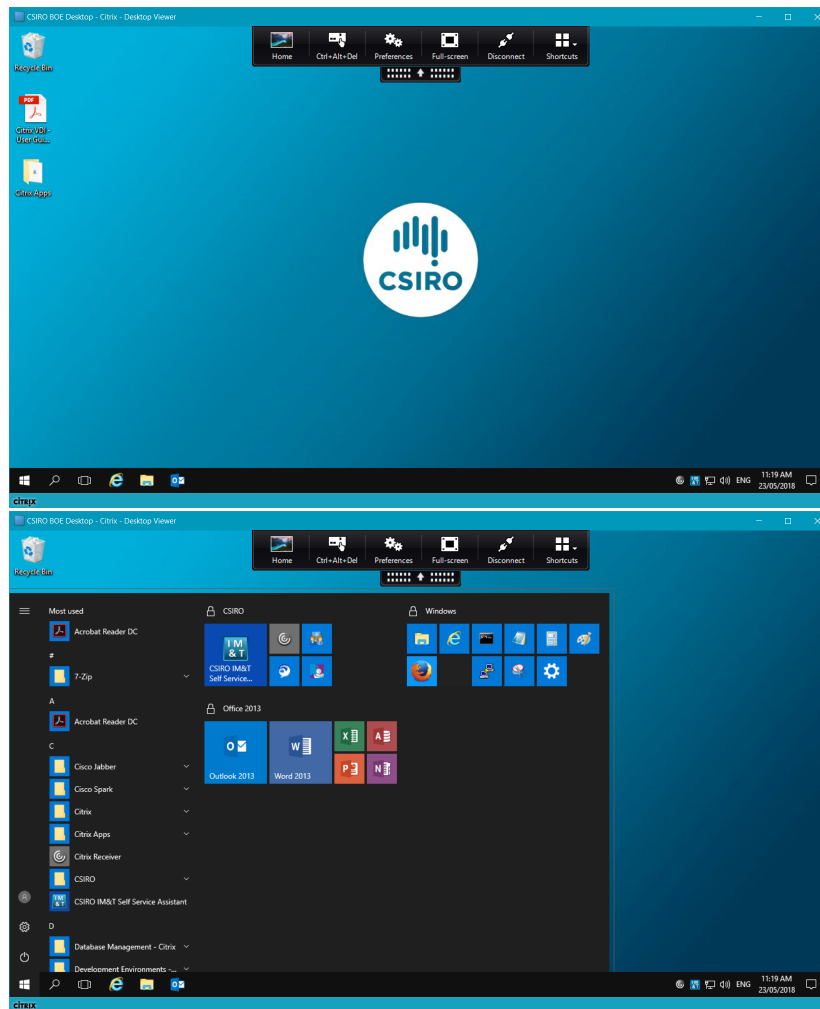 CSIRO BOE Desktop - Citrix - Desktop Viewer
Home Ctrl+Alt+Del Preferences Full-screen Disconnect Shortcuts
Recycle Bin
PDF
Citrix VDI -
User Gui...
Citrix Apps
CSIRO
ENG
11:19 AM
23/05/2018
CITRIX
CSIRO BOE Desktop - Citrix - Desktop Viewer
Home Ctrl+Alt+Del Preferences Full-screen Disconnect Shortcuts
Recycle Bin
Most used
Acrobat Reader DC
#
7-Zip
A
Acrobat Reader DC
C
Cisco Jabber
Cisco Spark
Citrix
Citrix Apps
Citrix Receiver
CSIRO
IM
&T
CSIRO IM&T Self Service Assistant
D
Database Management - Citrix
Development Environments -...
CSIRO
IM
& T
CSIRO IM&T
Self Service...
Office 2013
Outlook 2013
Word 2013
Windows
ENG
11:19 AM
23/05/2018
CITRIX